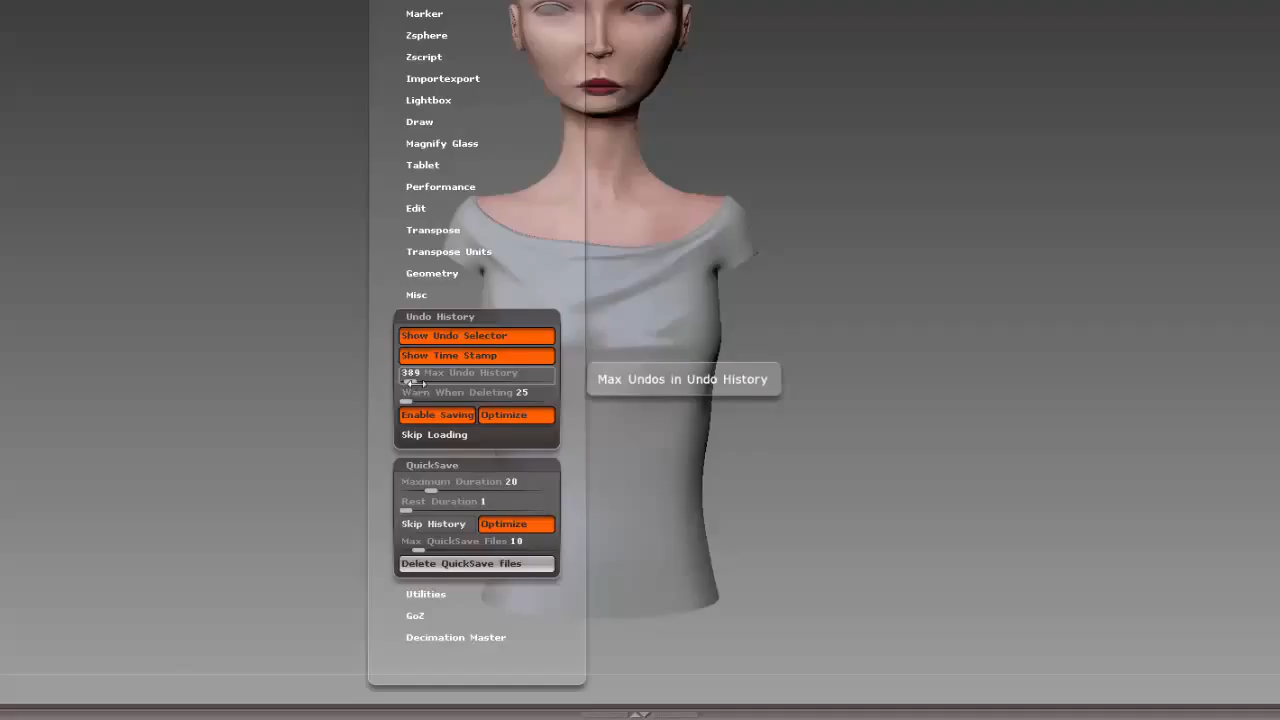 Marker
Zsphere
Zscript
Importexport
Lightbox
Draw
Magnify Glass
Tablet
Performance
Edit
Transpose
Transpose Units
Geometry
Misc
Undo History
Show Undo Selector
Show Time Stamp
389 Max Undo History
Max Undos in Undo History
Warn When Deleting 25
Enable Saving Optimize
Skip Loading
QuickSave
Maximum Duration 20
Rest Duration 1
Skip History Optimize
Max QuickSave Files 10
Delete QuickSave files
Utilities
GoZ
Decimation Master